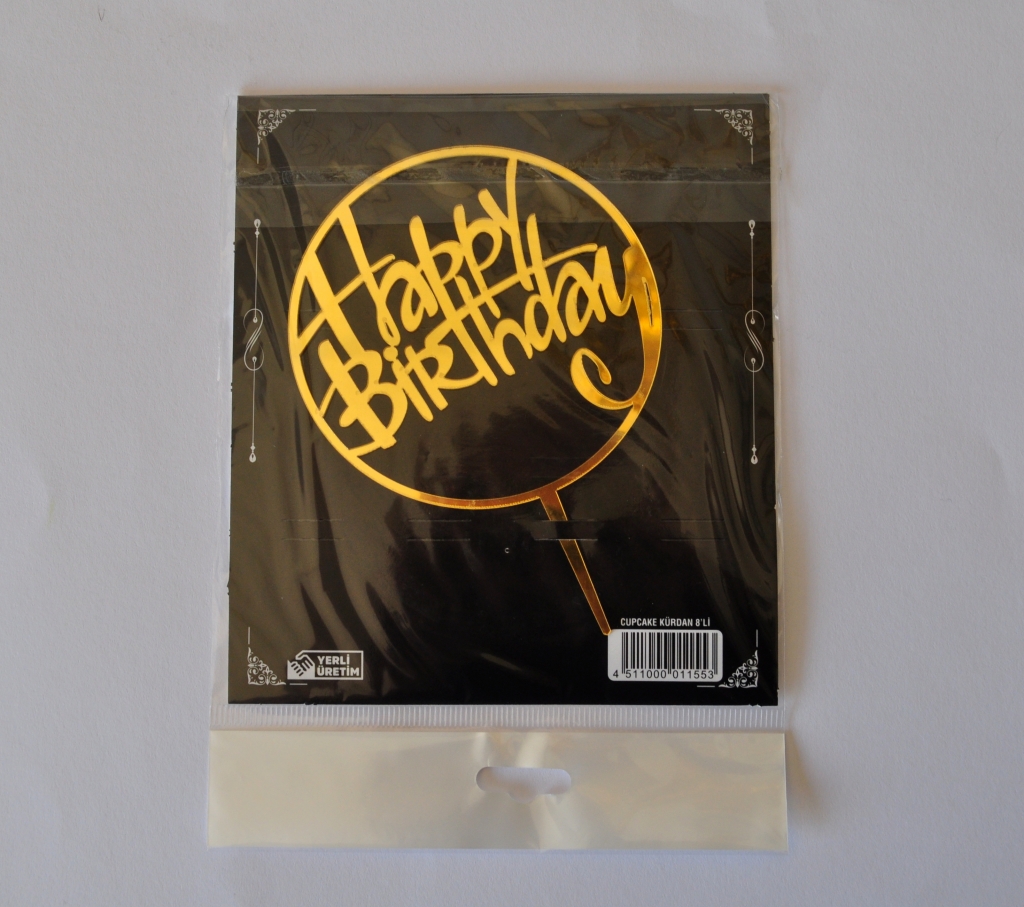 Happy
BiRthday
CUPCAKE KÜRDAN 8'Lİ
4 511000 011553
YERLİ
ÜRETİM